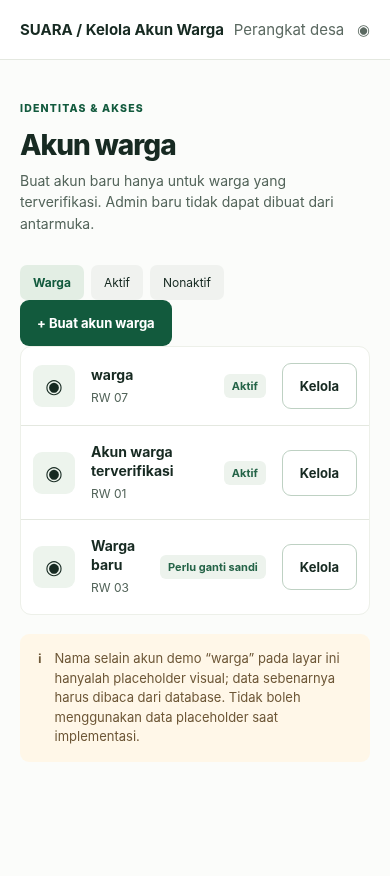 SUARA / Kelola Akun Warga Perangkat desa
IDENTITAS & AKSES
Akun warga
Buat akun baru hanya untuk warga yang
terverifikasi. Admin baru tidak dapat dibuat dari
antarmuka.
Warga Aktif Nonaktif
+ Buat akun warga
warga
RW 07
Aktif
Kelola
Akun warga
terverifikasi
RW 01
Aktif
Kelola
Warga
baru
RW 03
Perlu ganti sandi
Kelola
i Nama selain akun demo “warga” pada layar ini
hanyalah placeholder visual; data sebenarnya
harus dibaca dari database. Tidak boleh
menggunakan data placeholder saat
implementasi.